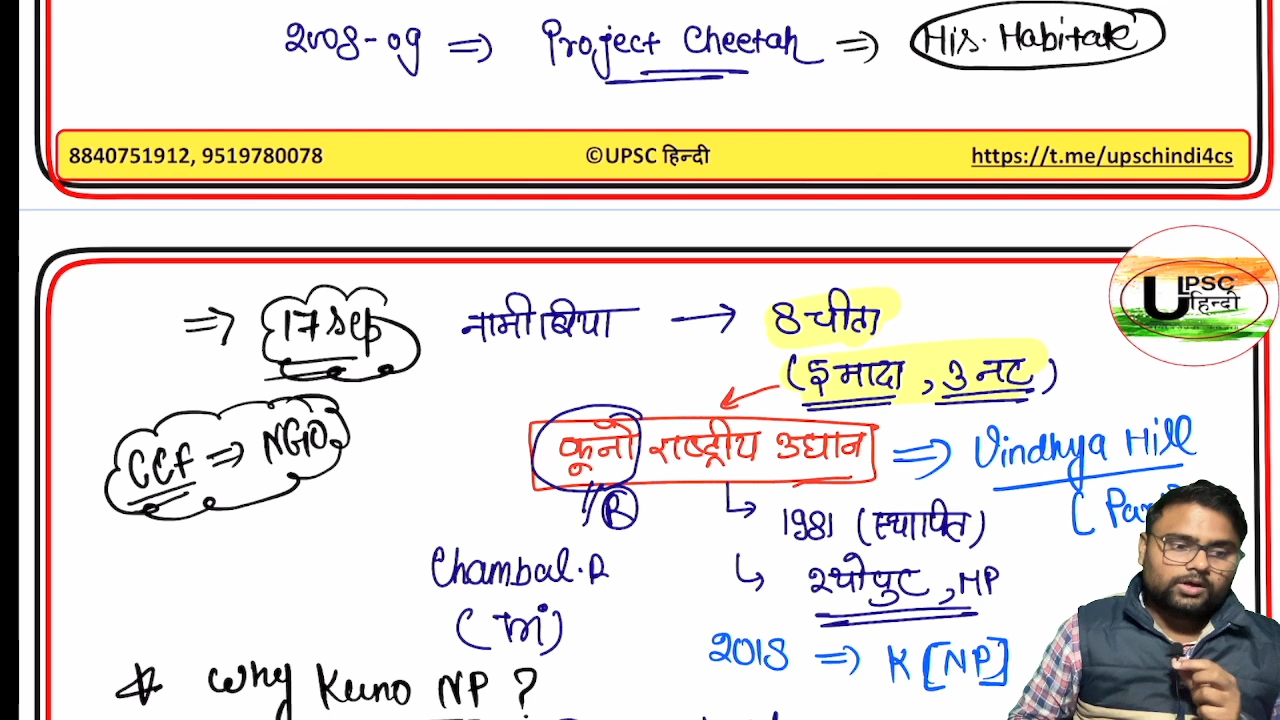 2008-09 ⇒ Project Cheetah ⇒ His. Habitate
8840751912, 9519780078 ©UPSC हिन्दी https://t.me/upschindi4cs
UPSC हिन्दी
⇒ 17 Sep नामीबिया → 8 चीता
(5 मादा, 3 नर)
CCF ⇒ NGO
कूनो राष्ट्रीय उद्यान ⇒ Vindhya Hill
R
1981 (स्थापित)
Chambal.R
श्योपुर, MP
2018 ⇒ K [NP]
* Why Kuno NP ?